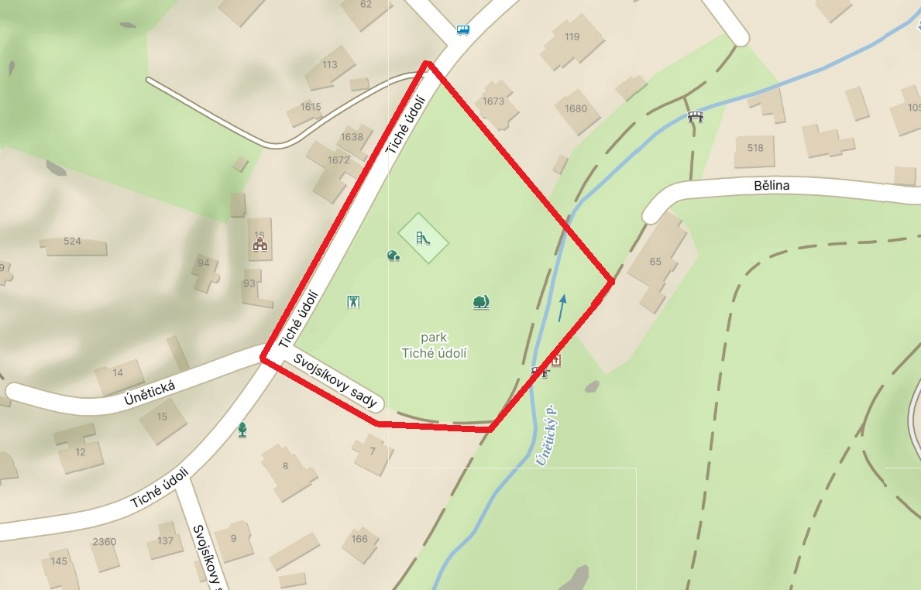 62
119
113
1615
1673
1680
Tiché údolí
1638
1672
518
Bělina
16
524
94
93
65
Tiché údolí
park
Tiché údolí
Svojsíkovy sady
14
Únětická
15
12
Únětický p.
7
8
Tiché údolí
Svojsíkovy s
2360
137
9
166
145